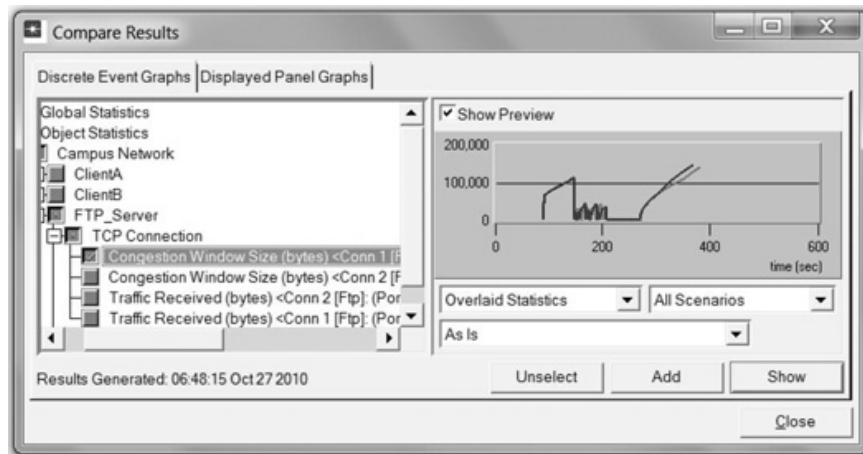 Compare Results
Discrete Event Graphs Displayed Panel Graphs
Global Statistics
Object Statistics
Campus Network
ClientA
ClientB
FTP_Server
TCP Connection
Congestion Window Size (bytes) <Conn 1 [F
Congestion Window Size (bytes) <Conn 2 [F
Traffic Received (bytes) <Conn 2 [Ftp]: (Por
Traffic Received (bytes) <Conn 1 [Ftp]: (Por
Show Preview
200,000
100,000
0
0 200 400 600
time (sec)
Overlaid Statistics All Scenarios
As Is
Results Generated: 06:48:15 Oct 27 2010
Unselect Add Show
Close